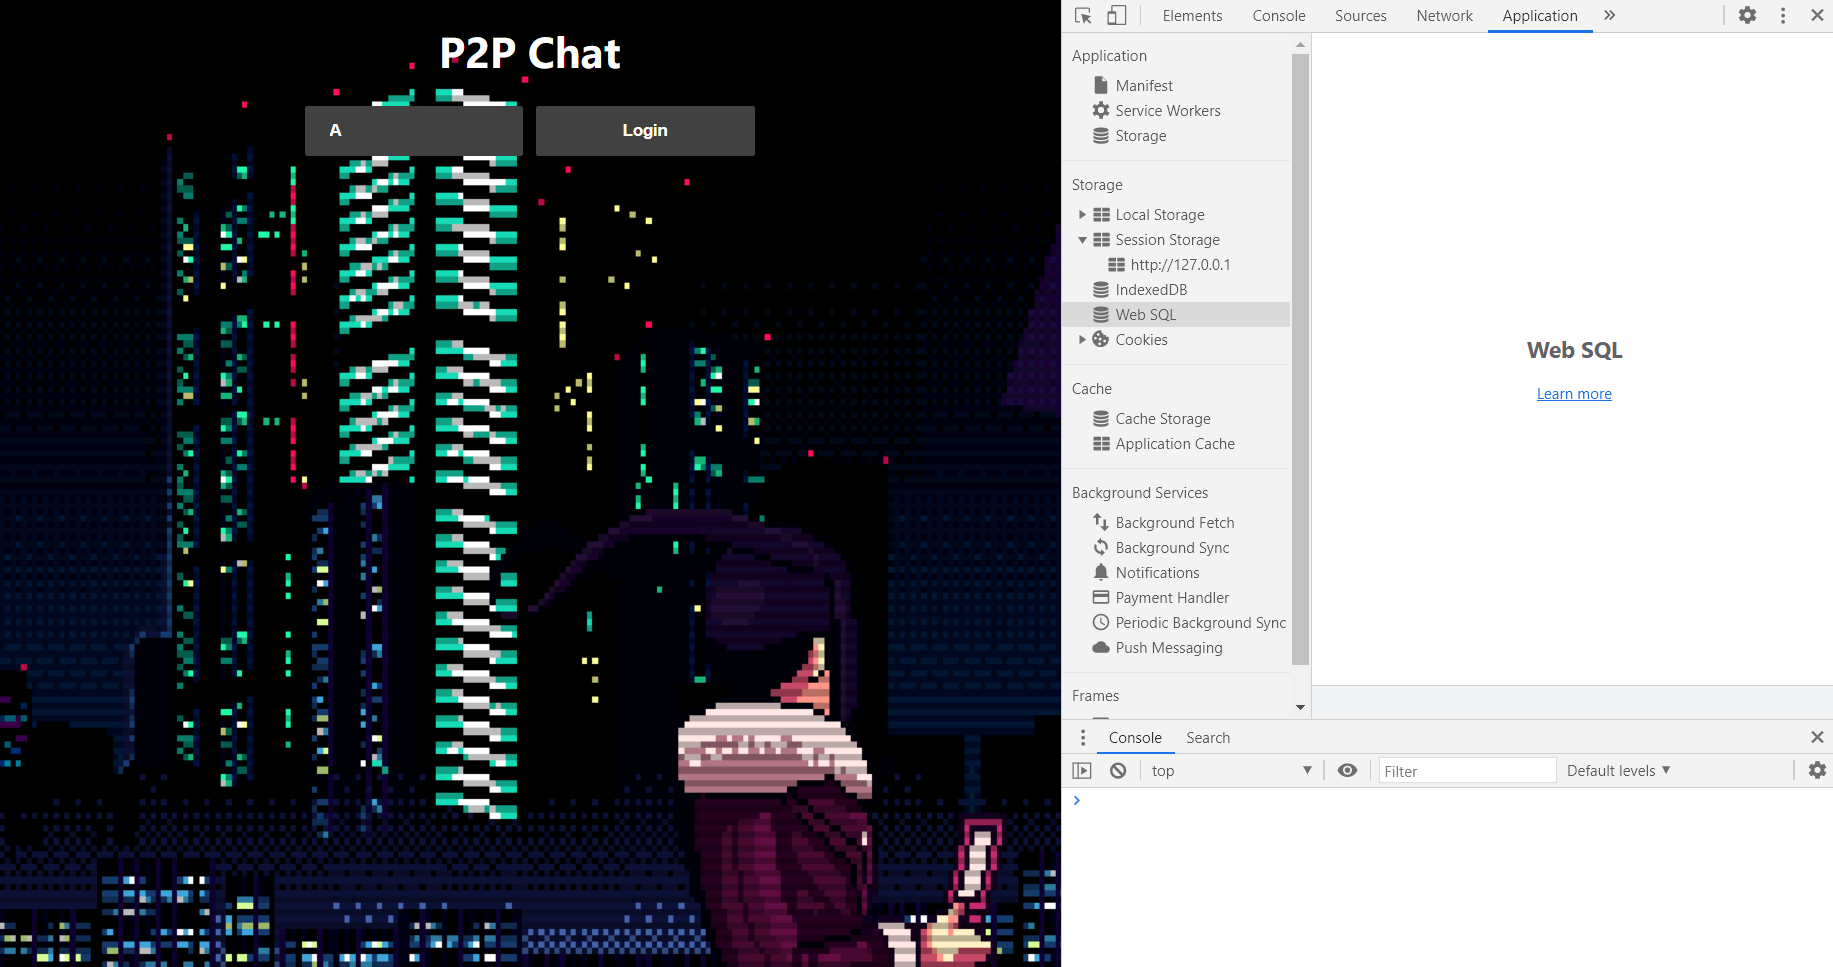 P2P Chat
A
Login
Elements Console Sources Network Application
Application
Manifest
Service Workers
Storage
Storage
Local Storage
Session Storage
http://127.0.0.1
IndexedDB
Web SQL
Cookies
Cache
Cache Storage
Application Cache
Background Services
Background Fetch
Background Sync
Notifications
Payment Handler
Periodic Background Sync
Push Messaging
Frames
Web SQL
Learn more
Console Search
top Filter Default levels